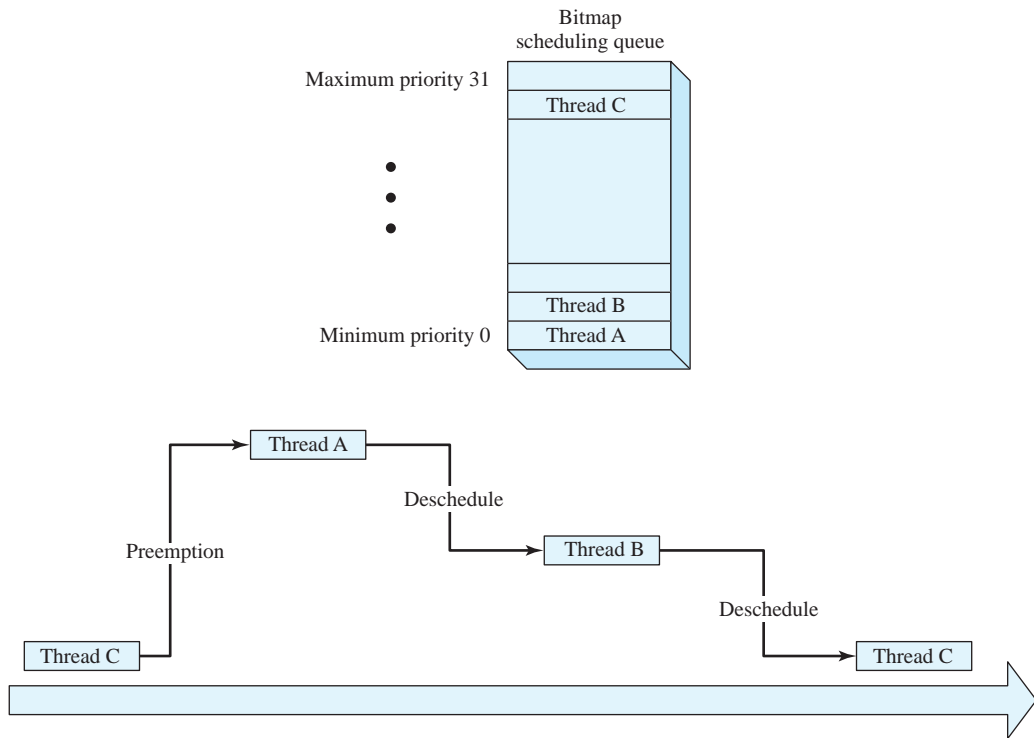 Bitmap
scheduling queue
Maximum priority 31
Thread C
Thread B
Minimum priority 0
Thread A
Thread A
Deschedule
Preemption
Thread B
Deschedule
Thread C
Thread C